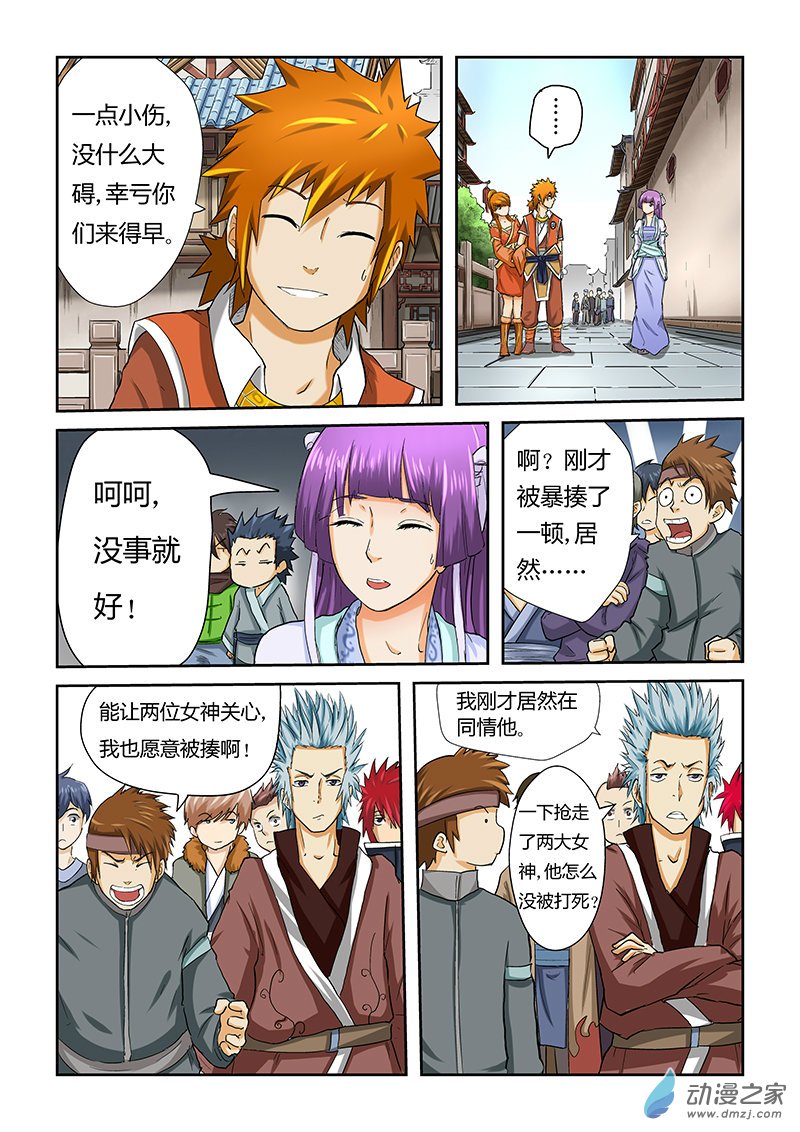 一点小伤,
没什么大
碍,幸亏你
们来得早。
……
呵呵,
没事就
好!
啊?刚才
被暴揍了
一顿,居
然……
能让两位女神关心,
我也愿意被揍啊!
我刚才居然在
同情他。
一下抢走
了两大女
神,他怎么
没被打死?
动漫之家
www.dmzj.com